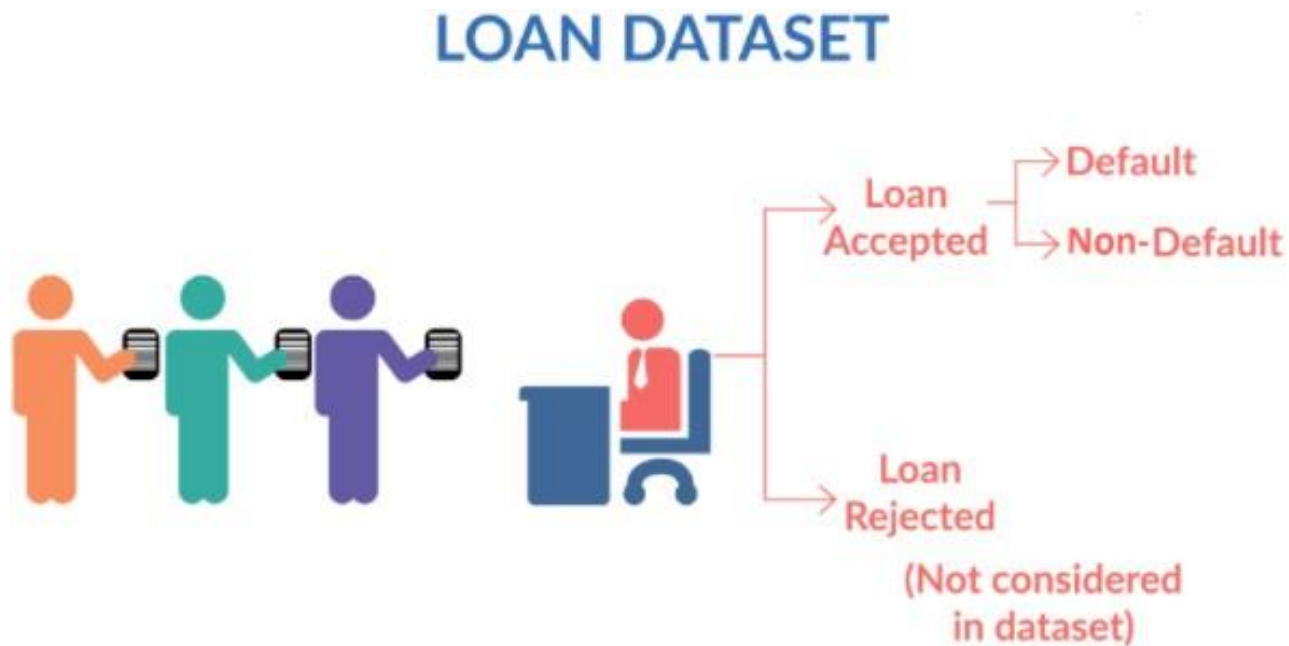 LOAN DATASET
Default
Loan
Accepted
Non-Default
Loan
Rejected
(Not considered
in dataset)